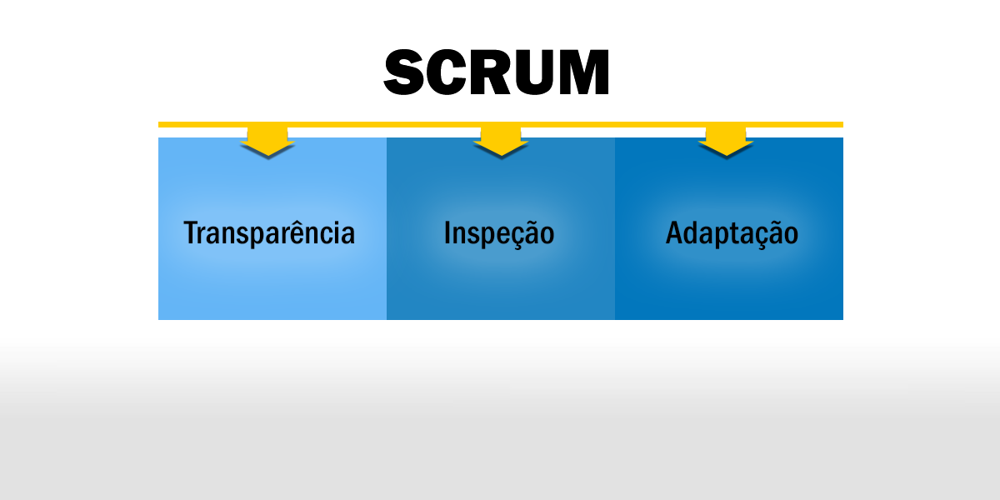 SCRUM
Transparência
Inspeção
Adaptação